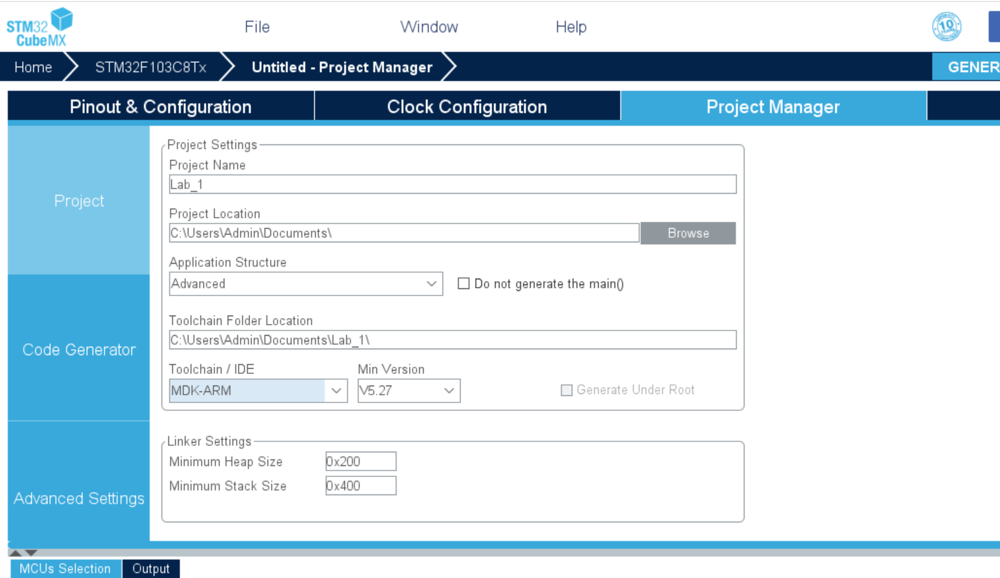 STM32
CubeMX
File
Window
Help
10
Home
STM32F103C8Tx
Untitled - Project Manager
GENER
Pinout & Configuration
Clock Configuration
Project Manager
Project
Code Generator
Advanced Settings
Project Settings
Project Name
Lab_1
Project Location
C:\Users\Admin\Documents\
Browse
Application Structure
Advanced
Do not generate the main()
Toolchain Folder Location
C:\Users\Admin\Documents\Lab_1\
Toolchain / IDE
Min Version
MDK-ARM
V5.27
Generate Under Root
Linker Settings
Minimum Heap Size
0x200
Minimum Stack Size
0x400
MCUs Selection
Output